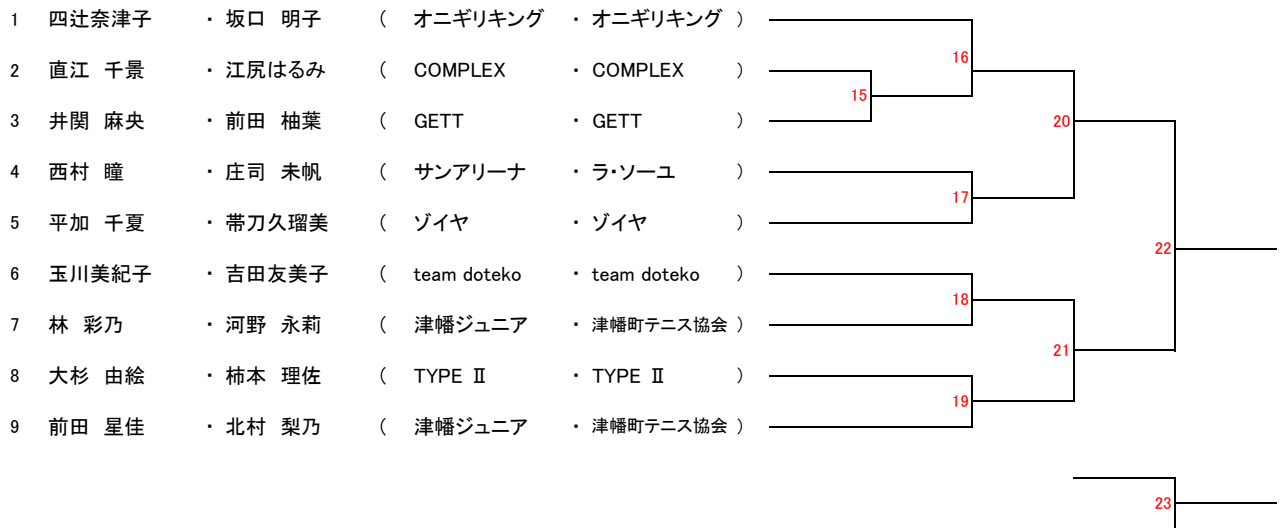 1 四辻奈津子 ・ 坂口 明子 ( オニギリキング ・ オニギリキング )
16
2 直江 千景 ・ 江尻はるみ ( COMPLEX ・ COMPLEX )
15
3 井関 麻央 ・ 前田 柚葉 ( GETT ・ GETT ) 20
4 西村 瞳 ・ 庄司 未帆 ( サンアリーナ ・ ラ・ソーユ )
17
5 平加 千夏 ・ 帯刀久瑠美 ( ゾイヤ ・ ゾイヤ )
22
6 玉川美紀子 ・ 吉田友美子 ( team doteko ・ team doteko )
18
7 林 彩乃 ・ 河野 永莉 ( 津幡ジュニア ・ 津幡町テニス協会 )
21
8 大杉 由絵 ・ 柿本 理佐 ( TYPE Ⅱ ・ TYPE Ⅱ )
19
9 前田 星佳 ・ 北村 梨乃 ( 津幡ジュニア ・ 津幡町テニス協会 )
23